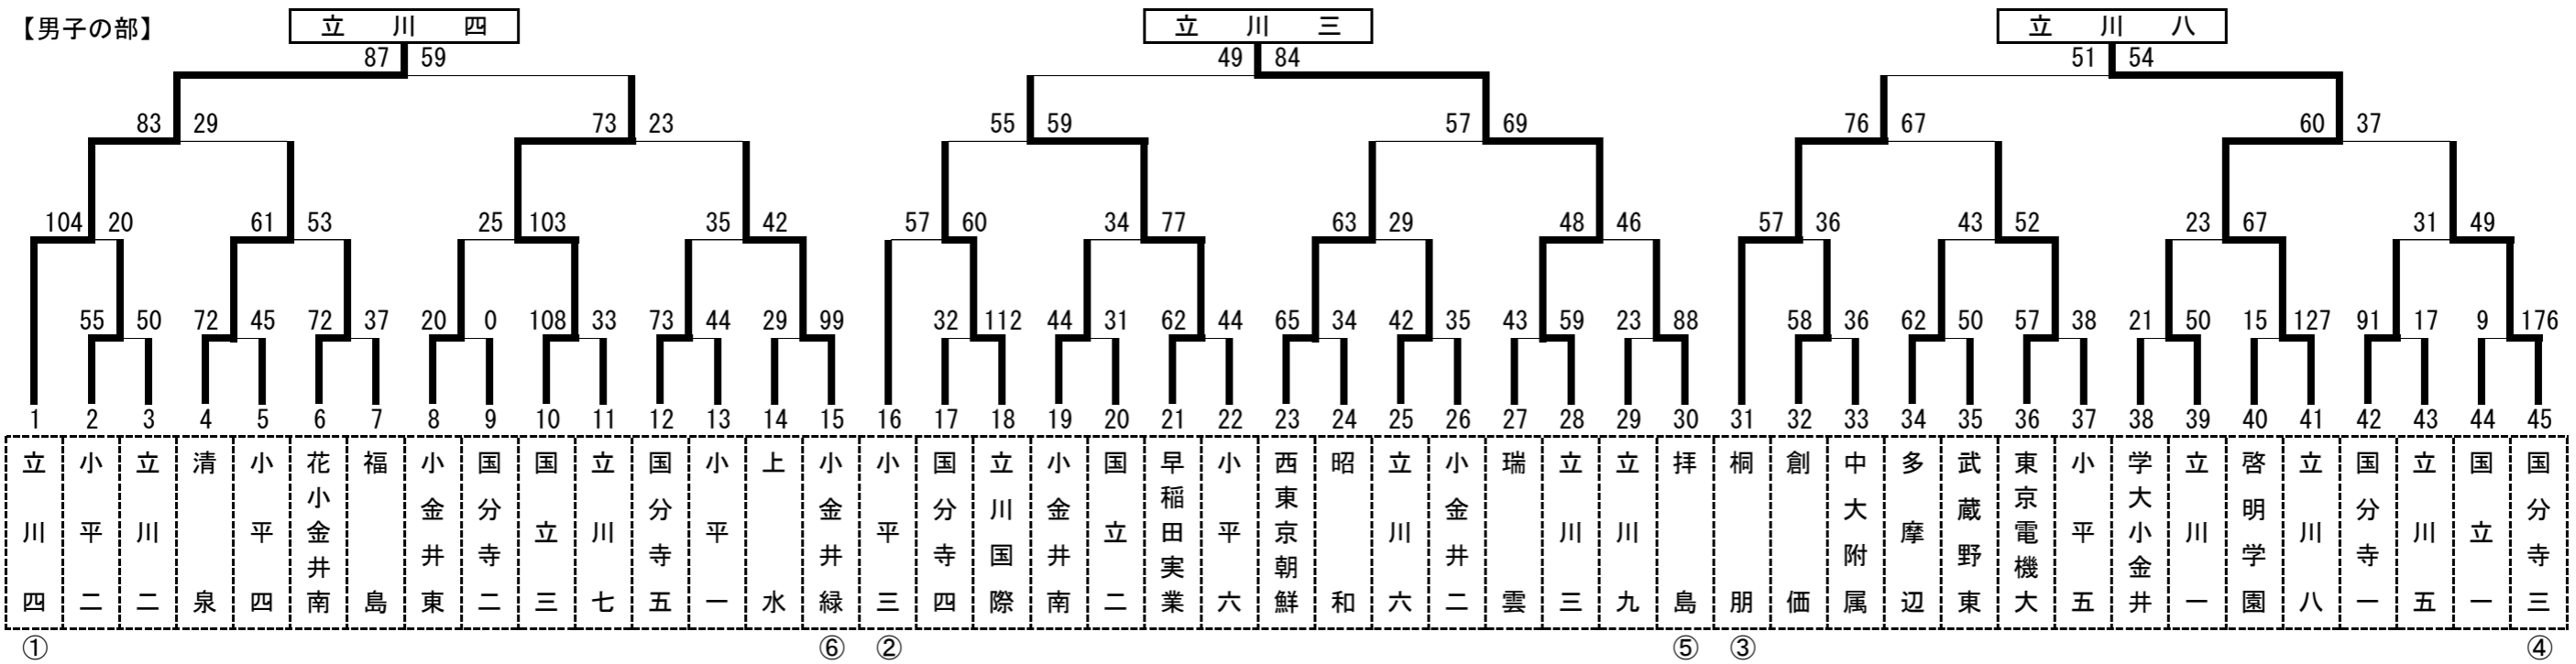 【男子の部】
立川四 立川三 立川八
87 59 49 84 51 54
83 29 73 23 55 59 57 69 76 67 60 37
104 20 61 53 25 103 35 42 57 60 34 77 63 29 48 46 57 36 43 52 23 67 31 49
55 50 72 45 72 37 20 0 108 33 73 44 29 99 32 112 44 31 62 44 65 34 42 35 43 59 23 88 58 36 62 50 57 38 21 50 15 127 91 17 9 176
1 2 3 4 5 6 7 8 9 10 11 12 13 14 15 16 17 18 19 20 21 22 23 24 25 26 27 28 29 30 31 32 33 34 35 36 37 38 39 40 41 42 43 44 45
立川四
小平二
立川二
清泉
小平四
花小金井南
福島
小金井東
国分寺二
国立三
立川七
国分寺五
小平一
上水
小金井緑
小平三
国分寺四
立川国際
小金井南
国立二
早稲田実業
小平六
西東京朝鮮
昭和
立川六
小金井二
瑞雲
立川三
立川九
拝島
桐朋
創価
中大附属
多摩辺
武蔵野東
東京電機大
小平五
学大小金井
立川一
啓明学園
立川八
国分寺一
立川五
国立一
国分寺三
① ⑥ ② ⑤ ③ ④